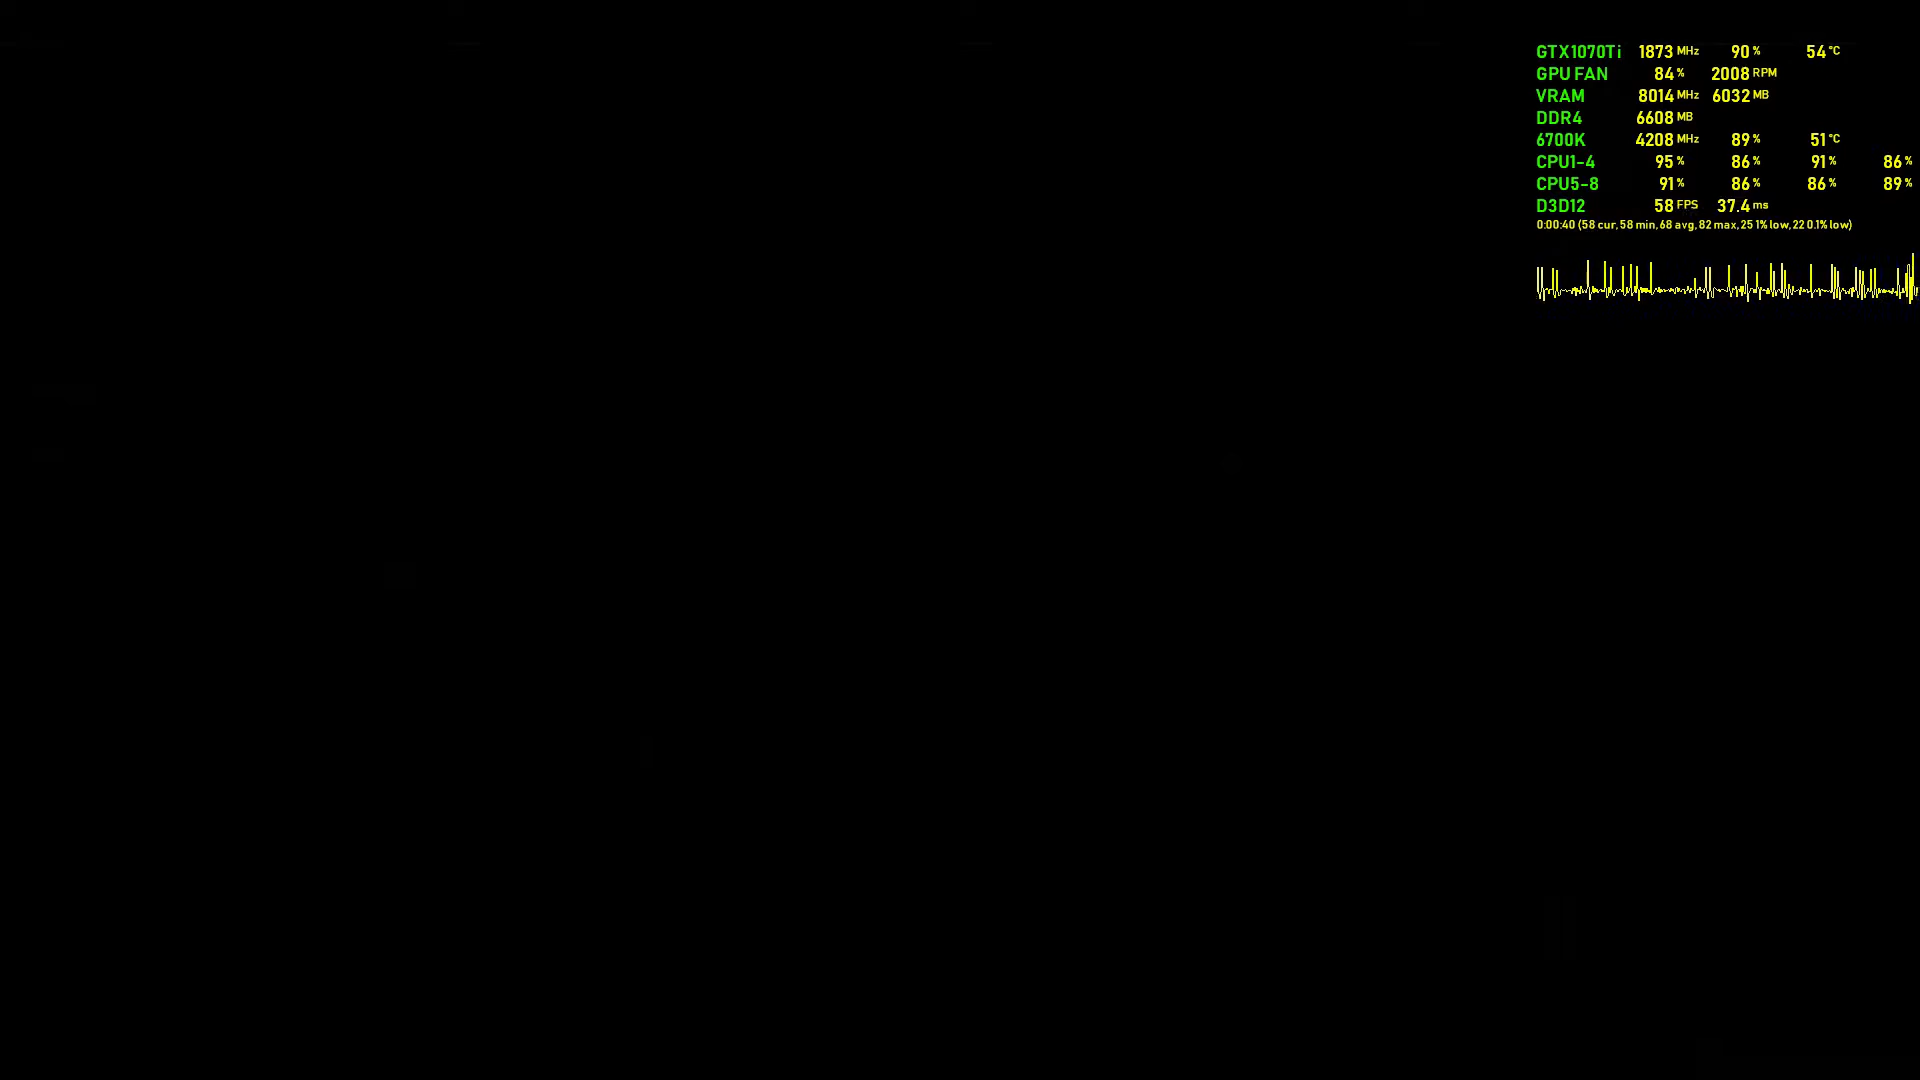 GTX1070Ti 1873 MHz 90 % 54 °C
GPU FAN 84 % 2008 RPM
VRAM 8014 MHz 6032 MB
DDR4 6608 MB
6700K 4208 MHz 89 % 51 °C
CPU1-4 95 % 86 % 91 % 86 %
CPU5-8 91 % 86 % 86 % 89 %
D3D12 58 FPS 37.4 ms
0:00:40 (58 cur, 58 min, 68 avg, 82 max, 25 1% low, 22 0.1% low)